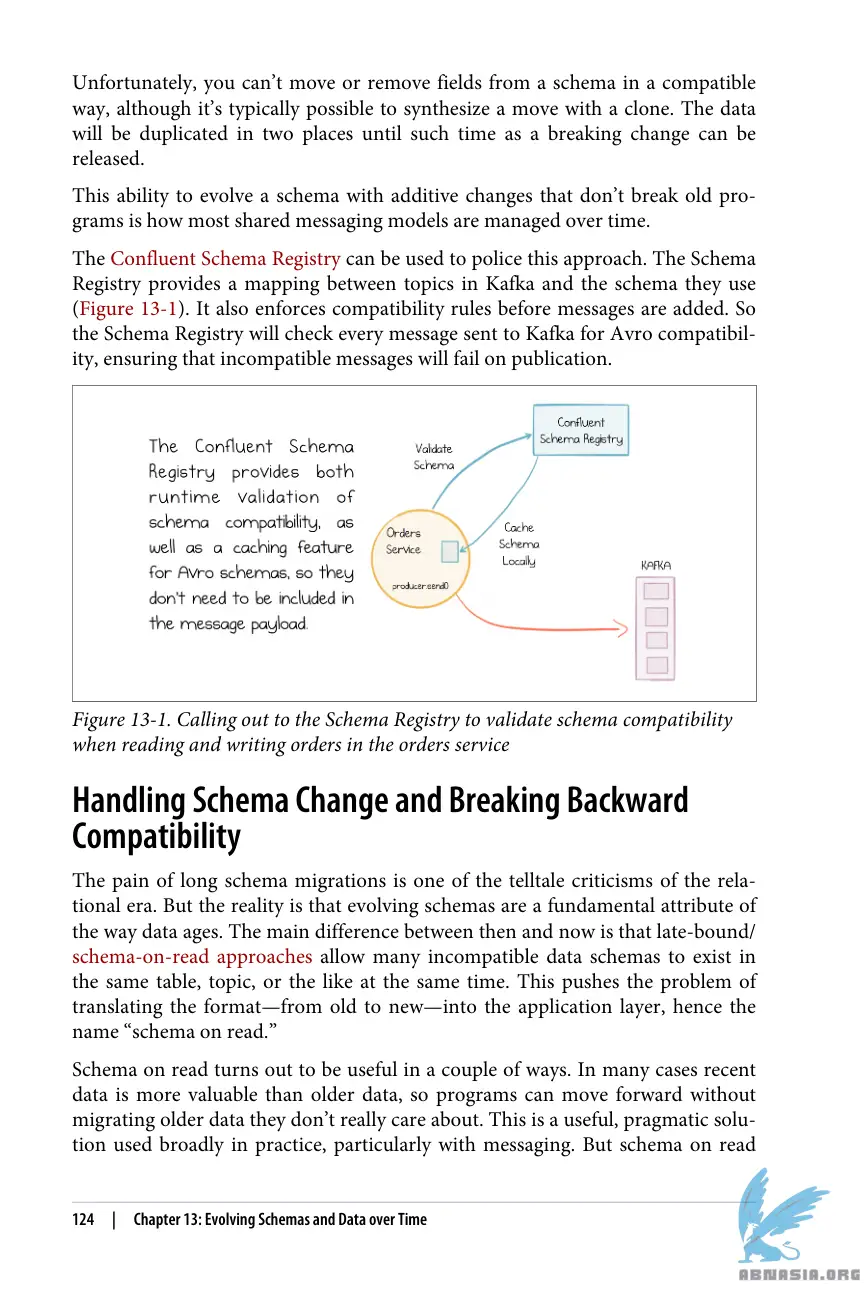 Unfortunately, you can’t move or remove fields from a schema in a compatible
way, although it’s typically possible to synthesize a move with a clone. The data
will be duplicated in two places until such time as a breaking change can be
released.
This ability to evolve a schema with additive changes that don’t break old pro-
grams is how most shared messaging models are managed over time.
The Confluent Schema Registry can be used to police this approach. The Schema
Registry provides a mapping between topics in Kafka and the schema they use
(Figure 13-1). It also enforces compatibility rules before messages are added. So
the Schema Registry will check every message sent to Kafka for Avro compatibil-
ity, ensuring that incompatible messages will fail on publication.
The Confluent Schema
Registry provides both
runtime validation of
schema compatibility, as
well as a caching feature
for Avro schemas, so they
don't need to be included in
the message payload.
Validate
Schema
Confluent
Schema Registry
Orders
Service
producer.send()
Cache
Schema
Locally
KAFKA
Figure 13-1. Calling out to the Schema Registry to validate schema compatibility
when reading and writing orders in the orders service
Handling Schema Change and Breaking Backward
Compatibility
The pain of long schema migrations is one of the telltale criticisms of the rela-
tional era. But the reality is that evolving schemas are a fundamental attribute of
the way data ages. The main difference between then and now is that late-bound/
schema-on-read approaches allow many incompatible data schemas to exist in
the same table, topic, or the like at the same time. This pushes the problem of
translating the format—from old to new—into the application layer, hence the
name “schema on read.”
Schema on read turns out to be useful in a couple of ways. In many cases recent
data is more valuable than older data, so programs can move forward without
migrating older data they don’t really care about. This is a useful, pragmatic solu-
tion used broadly in practice, particularly with messaging. But schema on read
124 | Chapter 13: Evolving Schemas and Data over Time
ABNASIA.ORG